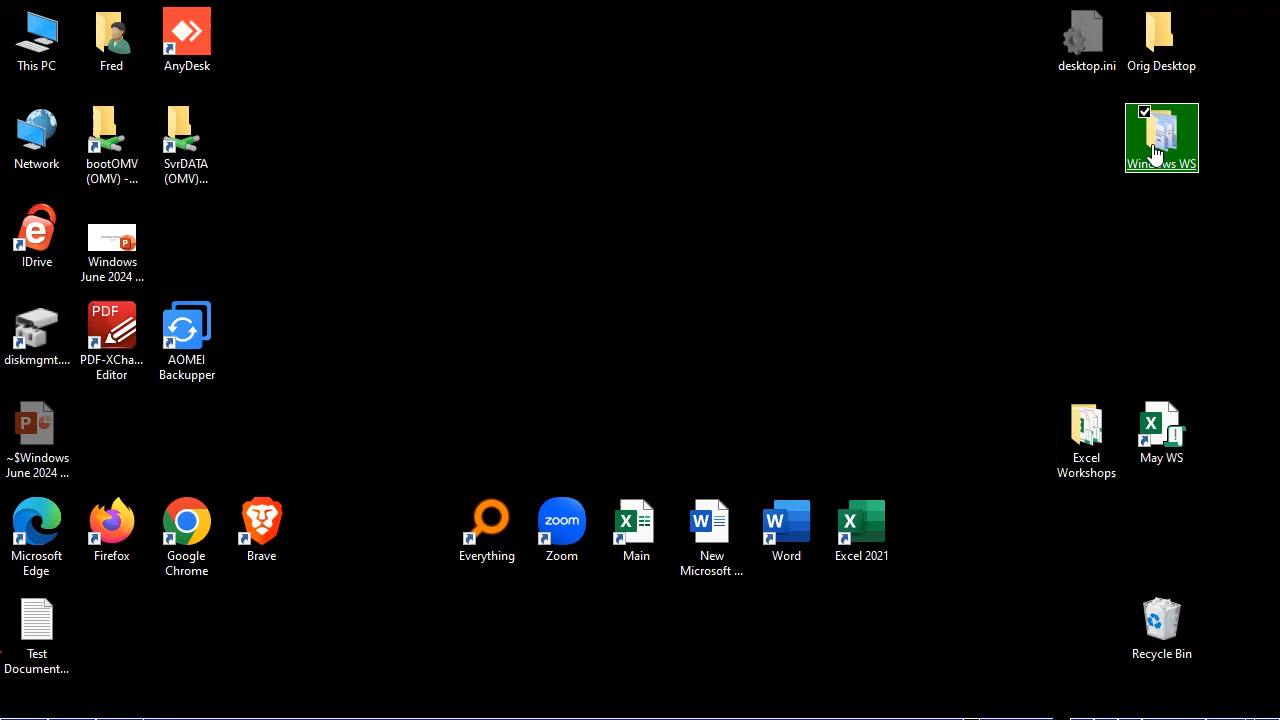 This PC
Fred
AnyDesk
desktop.ini
Orig Desktop
Network
bootOMV
(OMV) -...
SvrDATA
(OMV)...
Windows WS
IDrive
Windows
June 2024 ...
diskmgmt....
PDF
PDF-XCha...
Editor
AOMEI
Backupper
~$Windows
June 2024 ...
Excel
Workshops
May WS
Microsoft
Edge
Firefox
Google
Chrome
Brave
Everything
zoom
Zoom
Main
New
Microsoft ...
Word
Excel 2021
Test
Document...
Recycle Bin